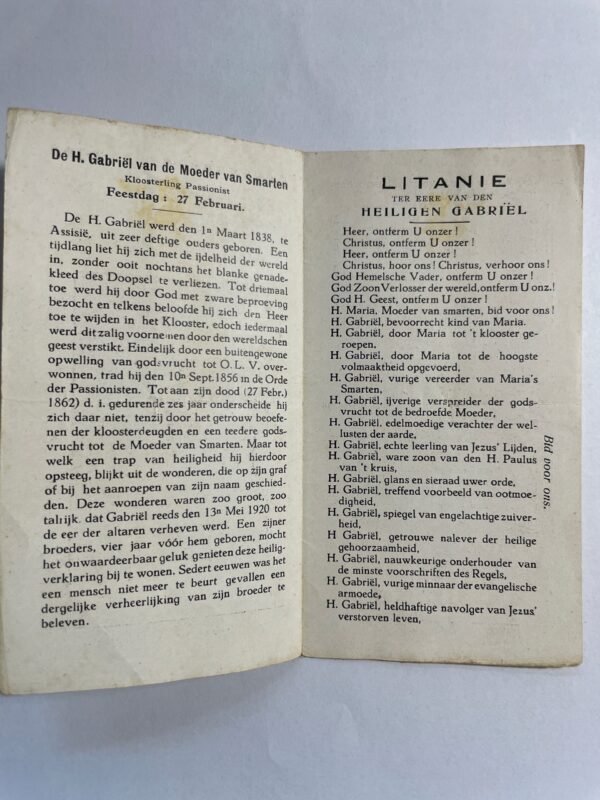 De H. Gabriël van de Moeder van Smarten
Kloosterling Passionist
Feestdag : 27 Februari.
De H. Gabriël werd den 1n Maart 1838, te
Assisië, uit zeer deftige ouders geboren. Een
tijdlang liet hij zich met de ijdelheid der wereld
in, zonder ooit nochtans het blanke genade-
kleed des Doopsel te verliezen. Tot driemaal
toe werd hij door God met zware beproeving
bezocht en telkens beloofde hij zich den Heer
toe te wijden in het Klooster, edoch iedermaal
werd dit zalig voornemen door den wereldschen
geest verstikt. Eindelijk door een buitengewone
opwelling van godsvrucht tot O. L. V. over-
wonnen, trad hij den 10n Sept. 1856 in de Orde
der Passionisten. Tot aan zijn dood (27 Febr.)
1862) d. i. gedurende zes jaar onderscheide hij
zich daar niet, tenzij door het getrouw beoefe-
nen der kloosterdeugden en een teedere gods-
vrucht tot de Moeder van Smarten. Maar tot
welk een trap van heiligheid hij hierdoor
opsteeg, blijkt uit de wonderen, die op zijn graf
of bij het aanroepen van zijn naam geschied-
den. Deze wonderen waren zoo groot, zoo
talrijk, dat Gabriël reeds den 13n Mei 1920 tot
de eer der altaren verheven werd. Een zijner
broeders, vier jaar vóór hem geboren, mocht
het onwaardeerbaar geluk genieten deze heilig-
verklaring bij te wonen. Sedert eeuwen was het
een mensch niet meer te beurt gevallen een
dergelijke verheerlijking van zijn broeder te
beleven.
LITANIE
TER EERE VAN DEN
HEILIGEN GABRIËL
Heer, ontferm U onzer !
Christus, ontferm U onzer !
Heer, ontferm U onzer !
Christus, hoor ons! Christus, verhoor ons!
God Hemelsche Vader, ontferm U onzer !
God Zoon Verlosser der wereld, ontferm U onz.!
God H. Geest, ontferm U onzer !
H. Maria, Moeder van smarten, bid voor ons !
H. Gabriël, bevoorrecht kind van Maria.
H. Gabriël, door Maria tot 't klooster ge-
roepen,
H. Gabriël, door Maria tot de hoogste
volmaaktheid opgevoerd,
H. Gabriël, vurige vereerder van Maria's
Smarten,
H. Gabriël, ijverige verspreider der gods-
vrucht tot de bedroefde Moeder,
H. Gabriël, edelmoedige verachter der wel-
lusten der aarde,
H. Gabriël, echte leerling van Jezus' Lijden,
H. Gabriël, ware zoon van den H. Paulus
van 't kruis,
H. Gabriël, glans en sieraad uwer orde,
H. Gabriël, treffend voorbeeld van ootmoe-
digheid,
H. Gabriël, spiegel van engelachtige zuiver-
heid,
H Gabriël, getrouwe nalever der heilige
gehoorzaamheid,
H. Gabriël, nauwkeurige onderhouder van
de minste voorschriften des Regels,
H. Gabriël, vurige minnaar der evangelische
armoede,
H. Gabriël, heldhaftige navolger van Jezus'
verstorven leven,
Bid voor ons.